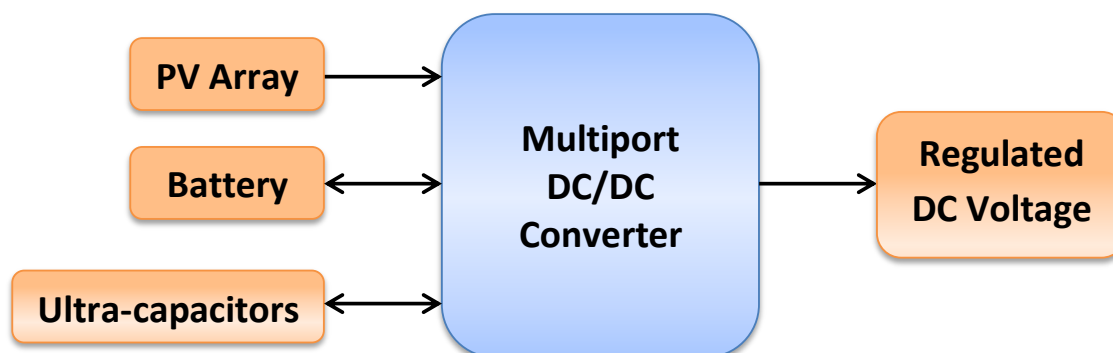 PV Array
Battery
Ultra-capacitors
Multiport
DC/DC
Converter
Regulated
DC Voltage